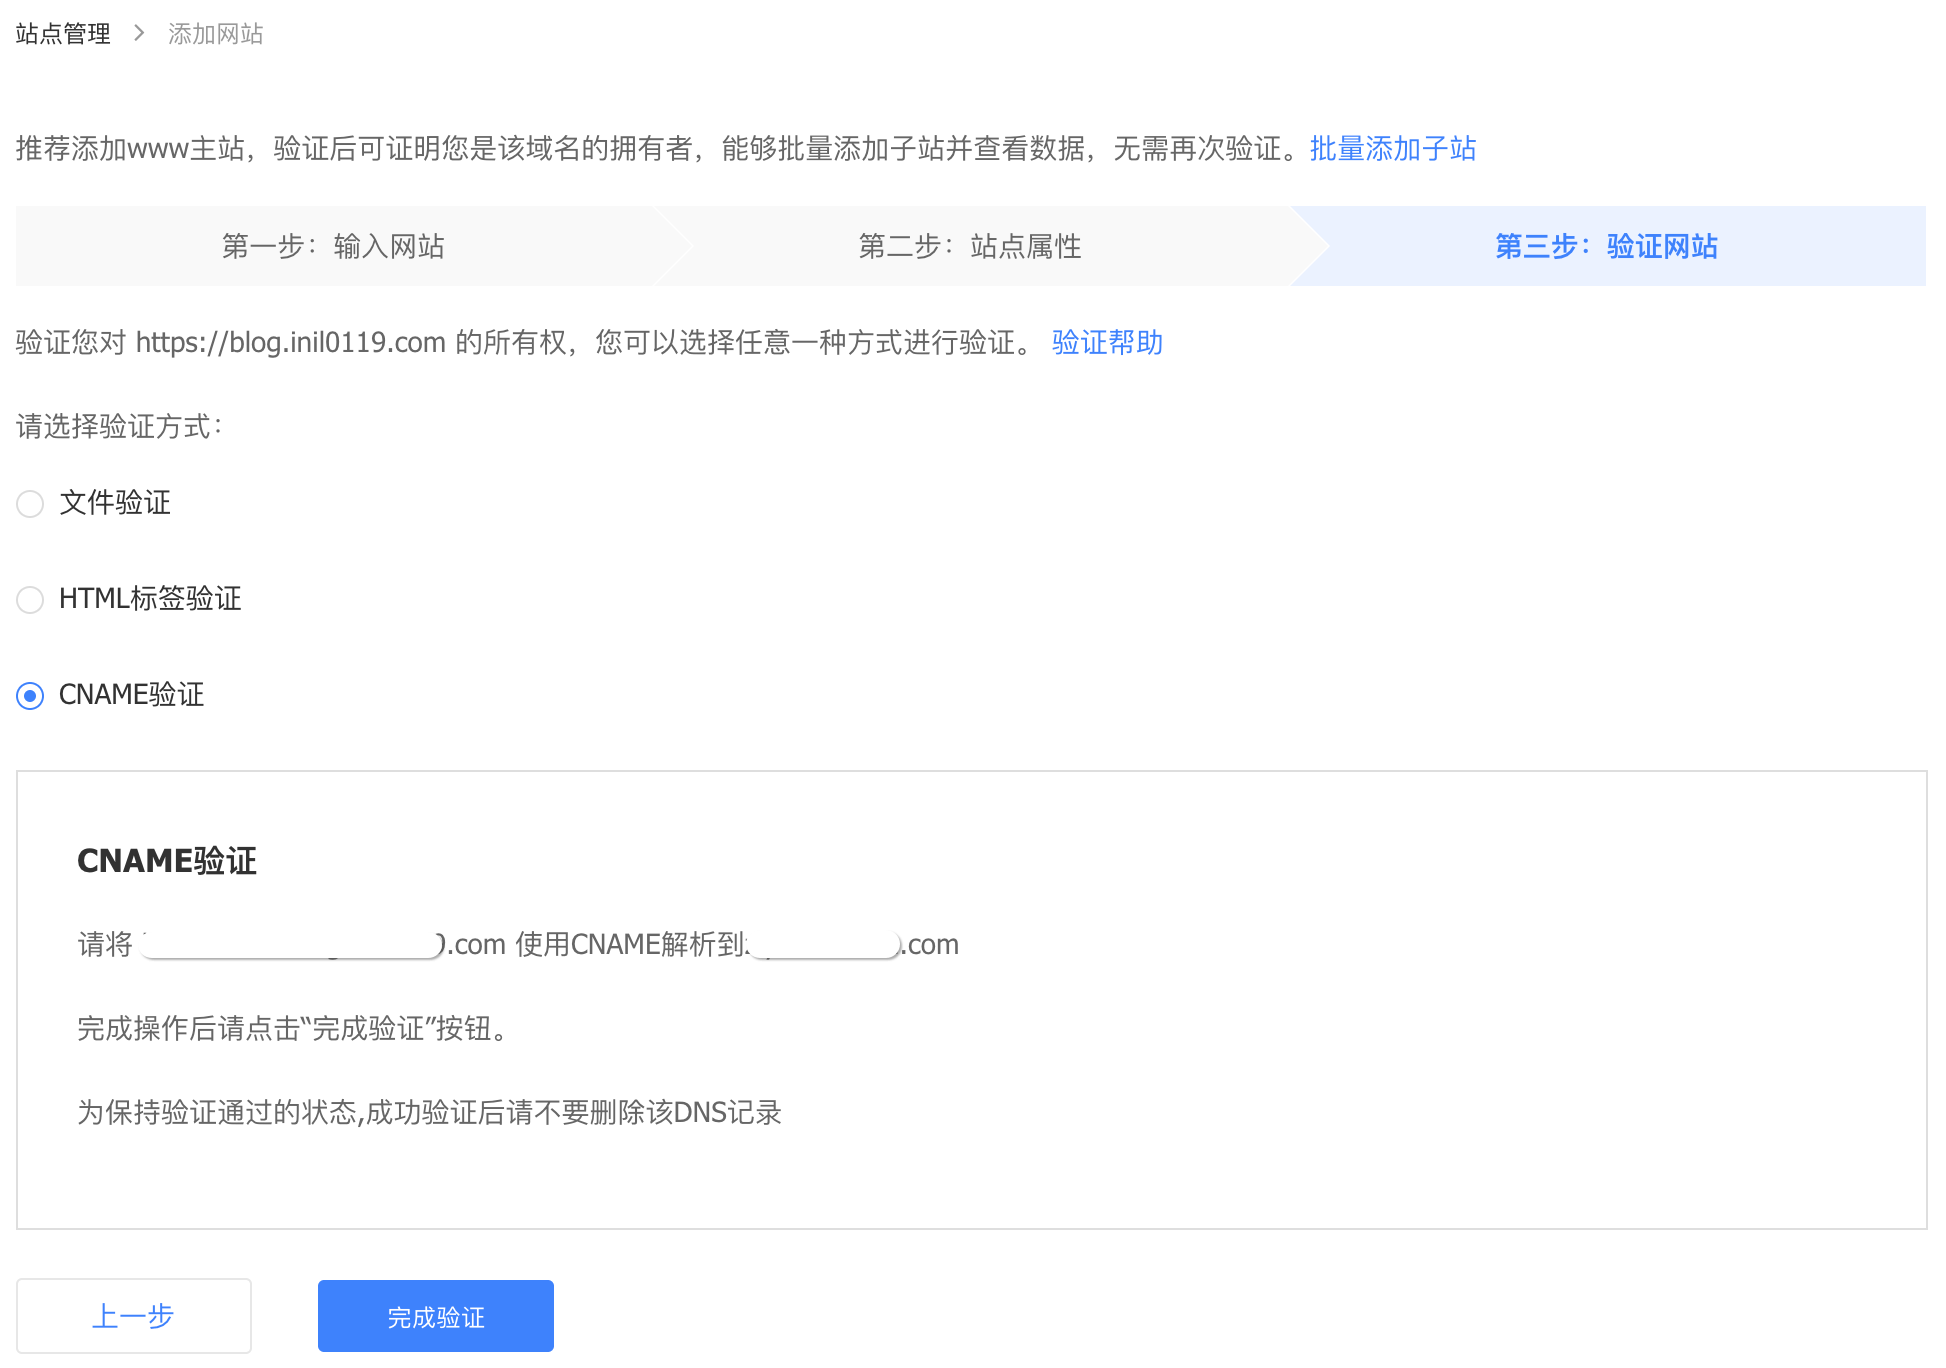 站点管理 > 添加网站
推荐添加www主站，验证后可证明您是该域名的拥有者，能够批量添加子站并查看数据，无需再次验证。批量添加子站
第一步：输入网站 第二步：站点属性 第三步：验证网站
验证您对 https://blog.inil0119.com 的所有权，您可以选择任意一种方式进行验证。 验证帮助
请选择验证方式：
文件验证
HTML标签验证
CNAME验证
CNAME验证
请将 .com 使用CNAME解析到 .com
完成操作后请点击“完成验证”按钮。
为保持验证通过的状态,成功验证后请不要删除该DNS记录
上一步 完成验证